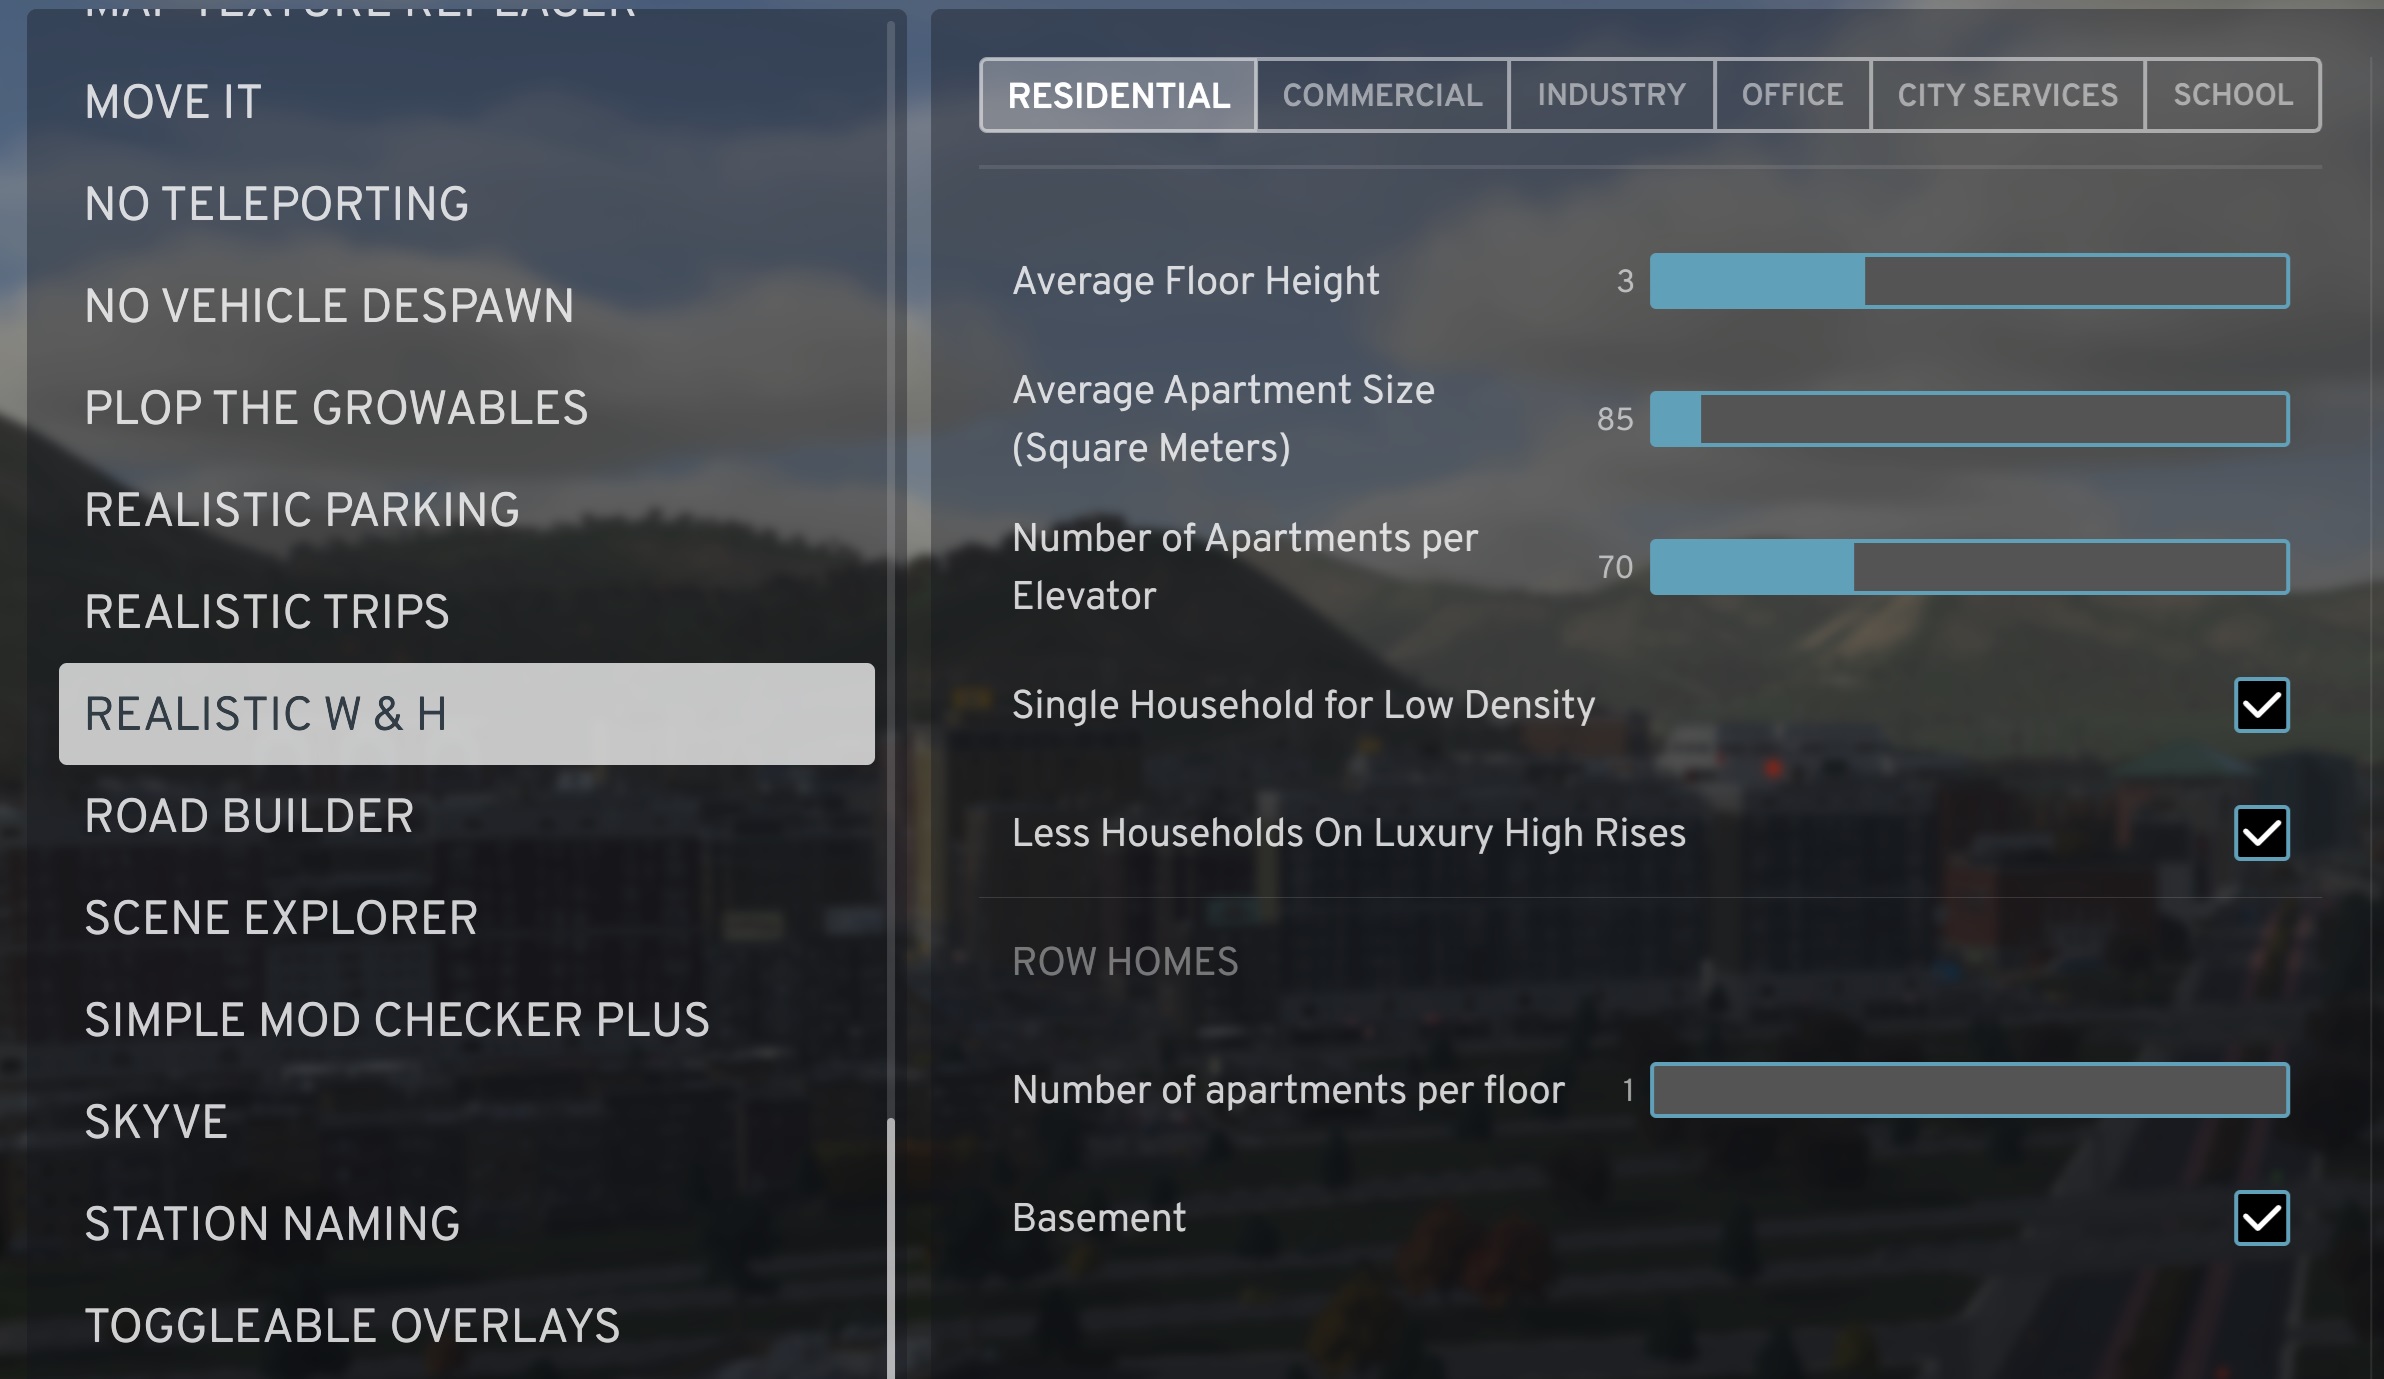 MAP TEXTURE REPLACER
MOVE IT
NO TELEPORTING
NO VEHICLE DESPAWN
PLOP THE GROWABLES
REALISTIC PARKING
REALISTIC TRIPS
REALISTIC W & H
ROAD BUILDER
SCENE EXPLORER
SIMPLE MOD CHECKER PLUS
SKYVE
STATION NAMING
TOGGLEABLE OVERLAYS
RESIDENTIAL COMMERCIAL INDUSTRY OFFICE CITY SERVICES SCHOOL
Average Floor Height 3
Average Apartment Size
(Square Meters) 85
Number of Apartments per
Elevator 70
Single Household for Low Density
Less Households On Luxury High Rises
ROW HOMES
Number of apartments per floor 1
Basement